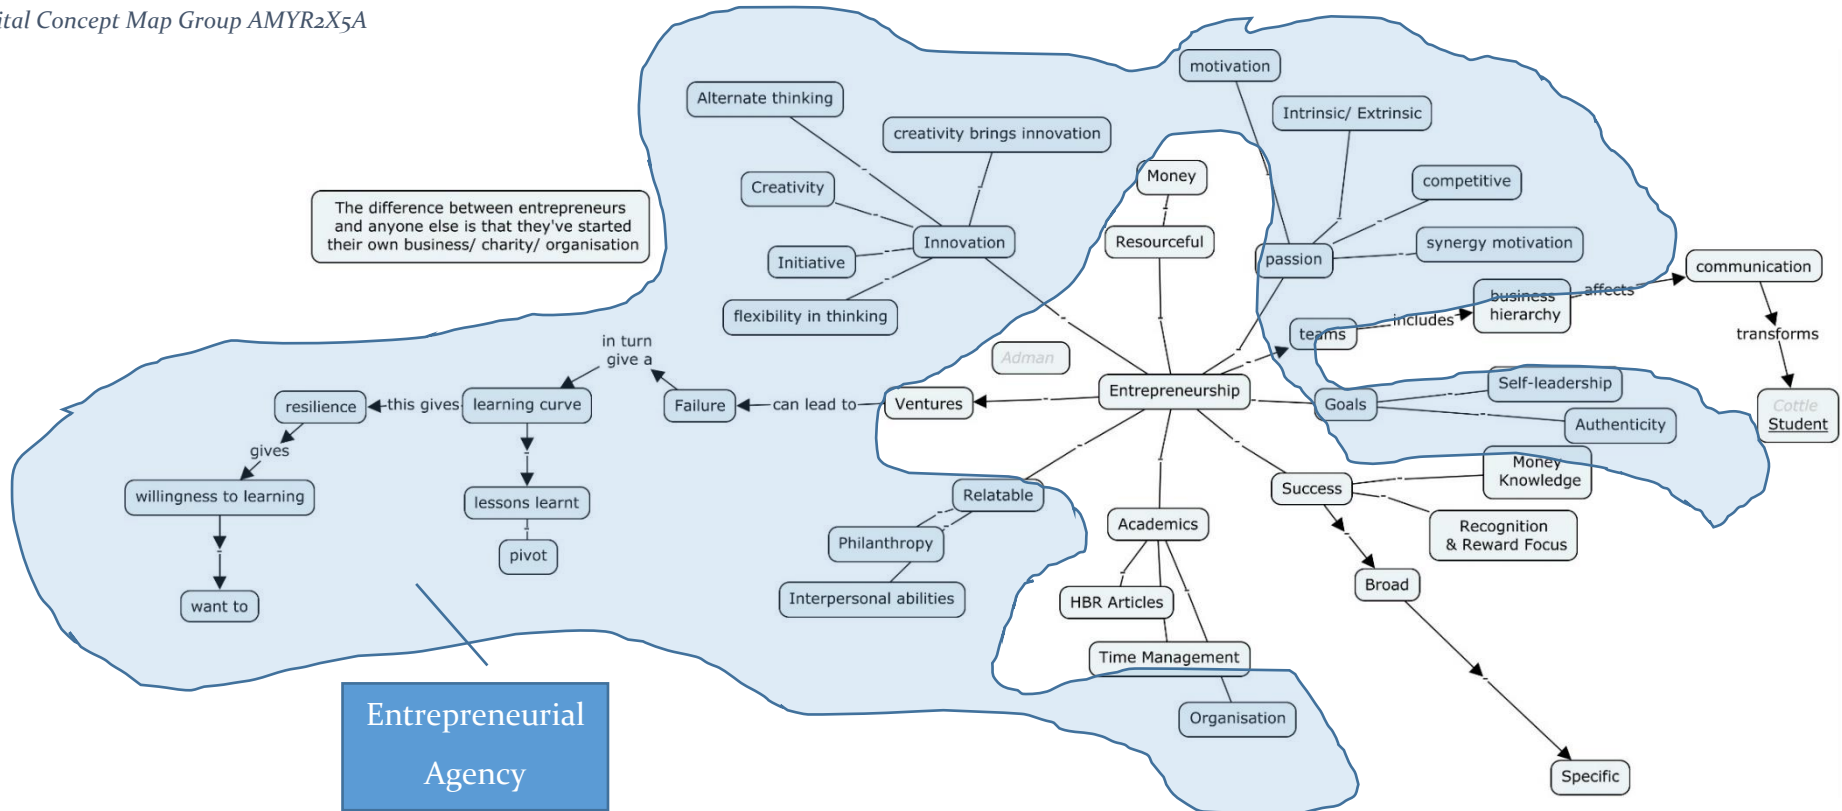 ital Concept Map Group AMYR2X5A
motivation
Alternate thinking
Intrinsic/ Extrinsic
creativity brings innovation
Money
competitive
Creativity
The difference between entrepreneurs
and anyone else is that they've started
their own business/ charity/ organisation
Innovation
Resourceful
synergy motivation
passion
Initiative
communication
flexibility in thinking
business
hierarchy
affects
teams
includes
transforms
in turn
give a
Adman
Entrepreneurship
Self-leadership
resilience
this gives
learning curve
Failure
can lead to
Ventures
Goals
Cottle
Student
Authenticity
gives
Money
Knowledge
willingness to learning
lessons learnt
Relatable
Success
Academics
Recognition
& Reward Focus
Philanthropy
pivot
Broad
want to
Interpersonal abilities
HBR Articles
Time Management
Entrepreneurial
Agency
Organisation
Specific